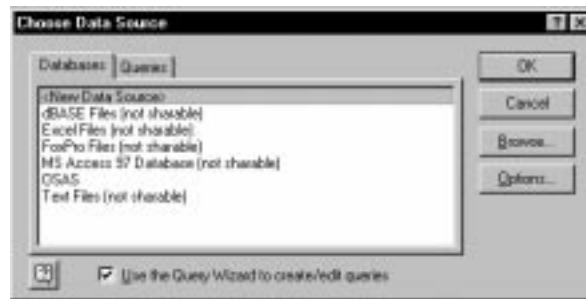 Choose Data Source
Databases
Queries
<New Data Source>
dBASE Files (not sharable)
Excel Files (not sharable)
FoxPro Files (not sharable)
MS Access 97 Database (not sharable)
OSAS
Text Files (not sharable)
OK
Cancel
Browse...
Options...
Use the Query Wizard to create/edit queries